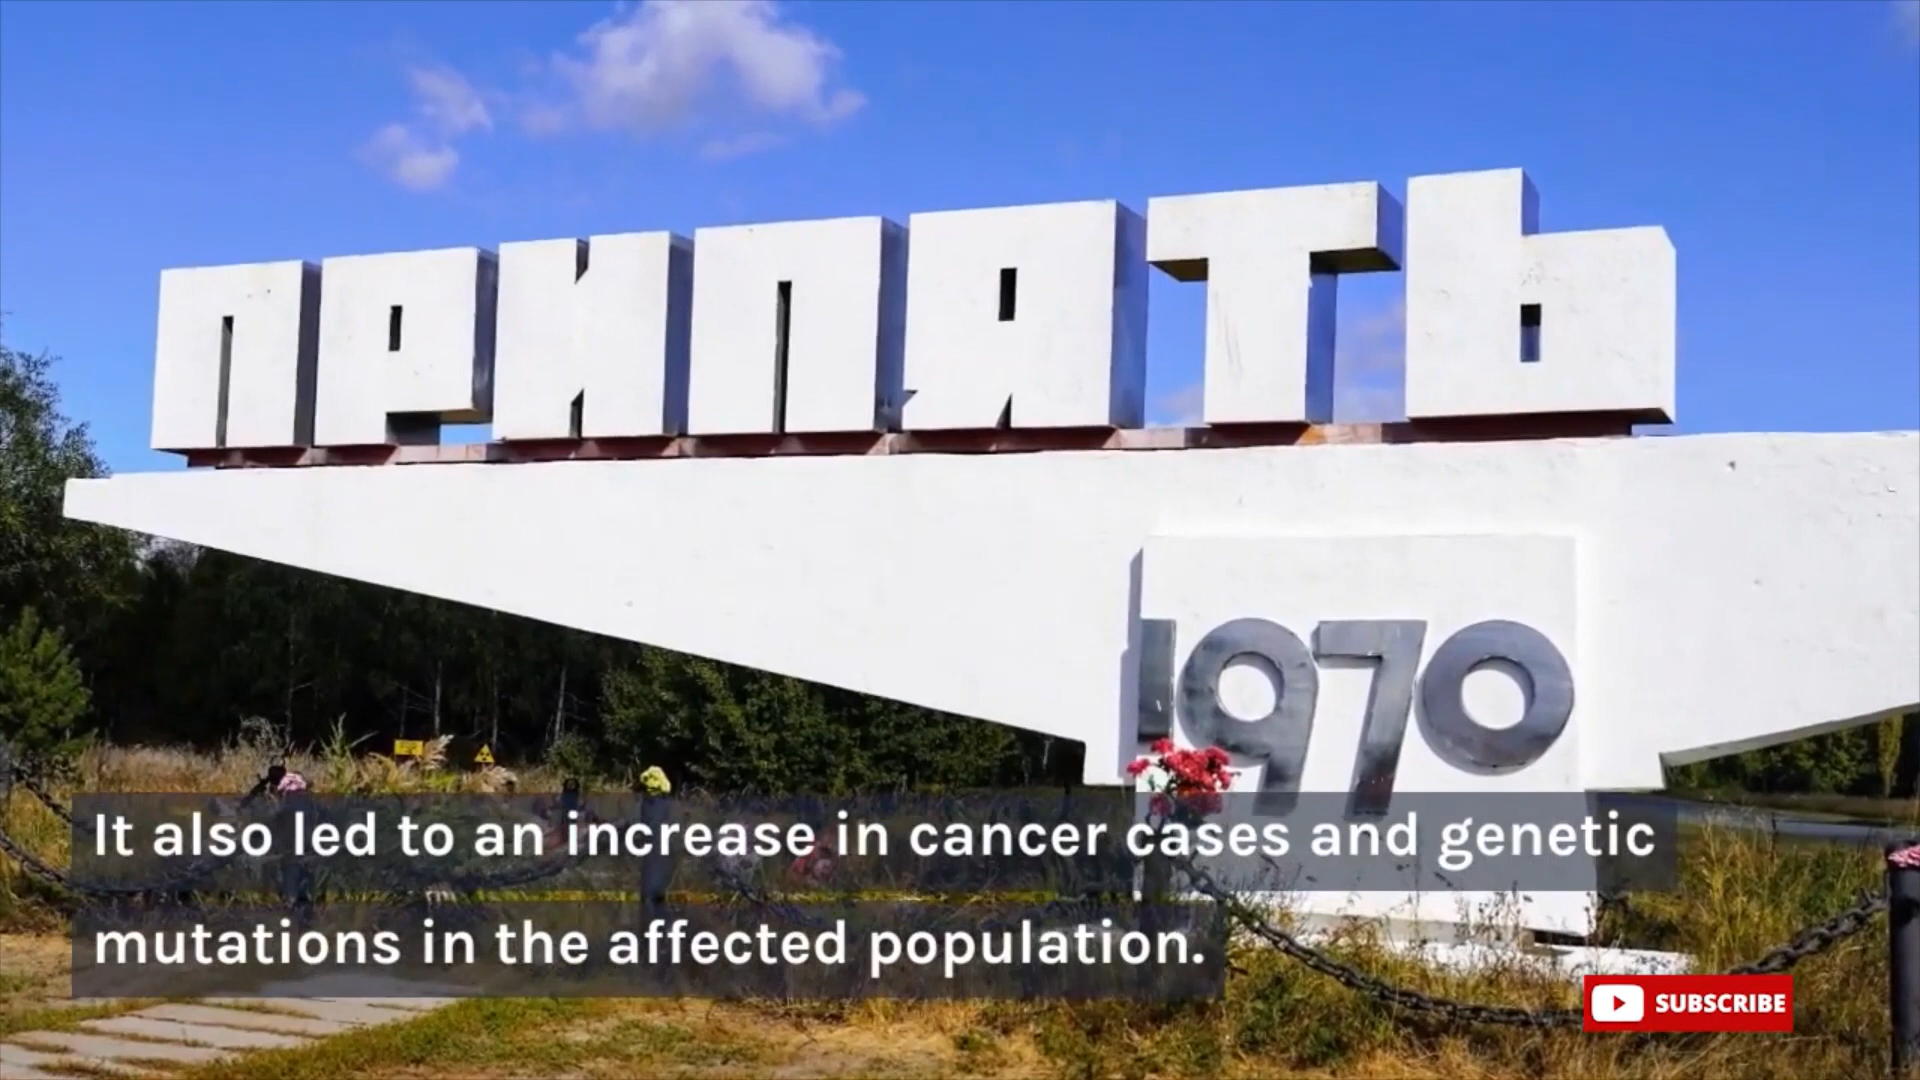 ПРИПЯТЬ
1970
It also led to an increase in cancer cases and genetic
mutations in the affected population.
SUBSCRIBE